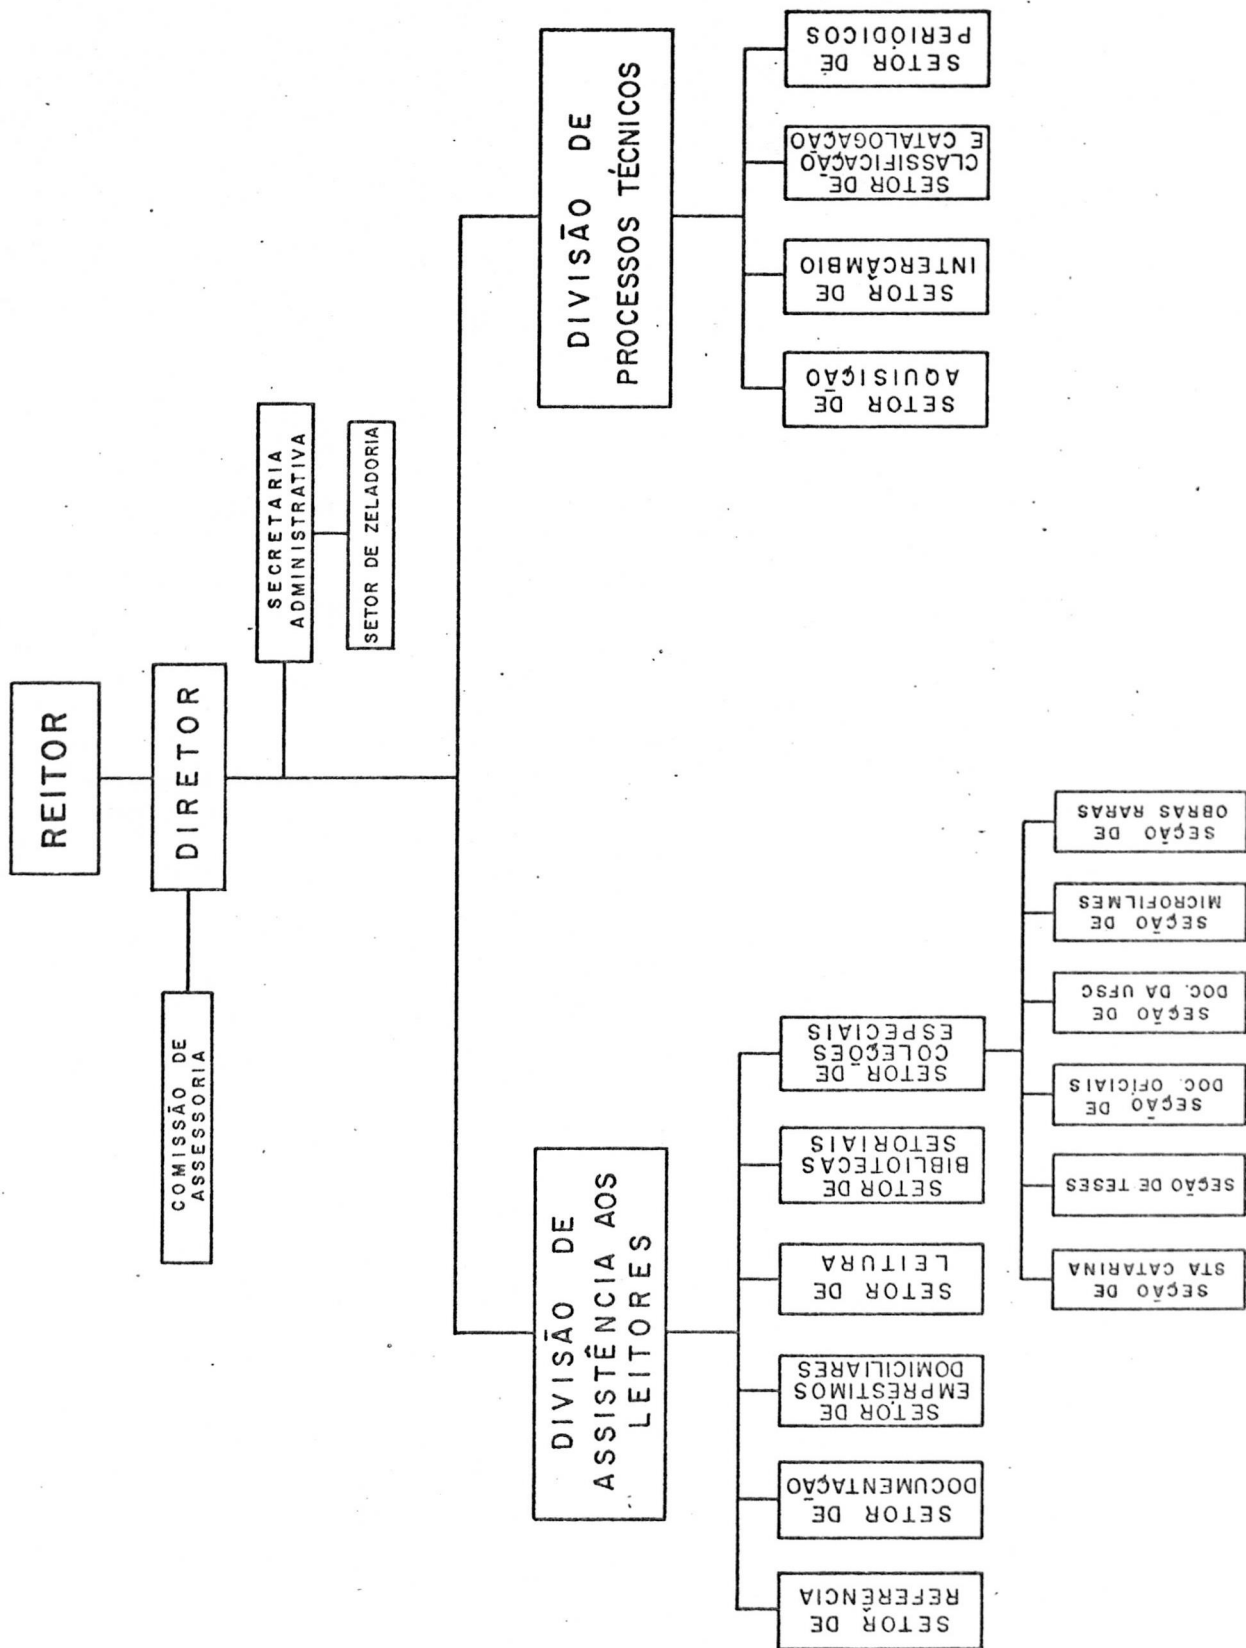 REITOR
DIRETOR
COMISSÃO DE
ASSESSORIA
SECRETARIA
ADMINISTRATIVA
SETOR DE ZELADORIA
DIVISÃO DE
ASSISTÊNCIA AOS
LEITORES
DIVISÃO DE
PROCESSOS TÉCNICOS
SETOR DE
REFERÊNCIA
SETOR DE
DOCUMENTAÇÃO
SETOR DE
EMPRÉSTIMOS
DOMICILIARES
SETOR DE
LEITURA
SETOR DE
BIBLIOTECAS
SETORIAIS
SETOR DE
COLEÇÕES
ESPECIAIS
SETOR DE
AQUISIÇÃO
SETOR DE
INTERCÂMBIO
SETOR DE
CLASSIFICAÇÃO
E CATALOGAÇÃO
SETOR DE
PERIÓDICOS
SEÇÃO DE
STA CATARINA
SEÇÃO DE TESES
SEÇÃO DE
DOC. OFICIAIS
SEÇÃO DE
DOC. DA UFSC
SEÇÃO DE
MICROFILMES
SEÇÃO DE
OBRAS RARAS